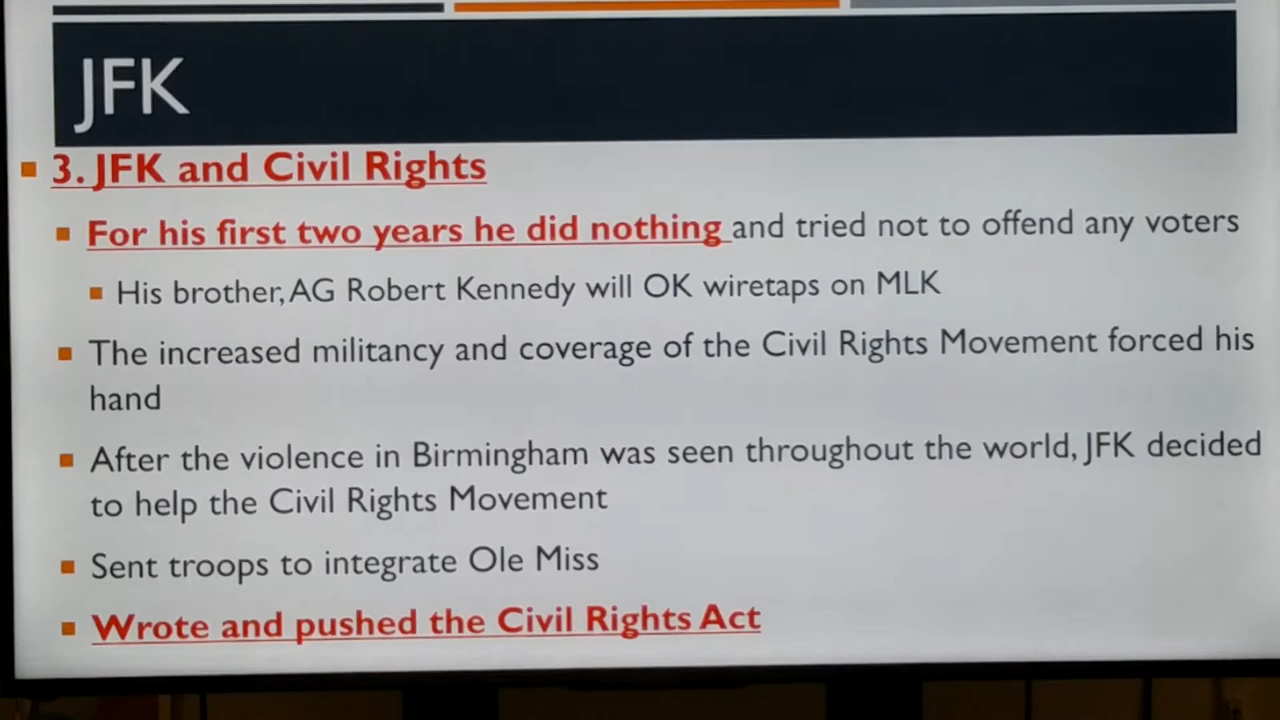 JFK
3. JFK and Civil Rights
For his first two years he did nothing and tried not to offend any voters
His brother, AG Robert Kennedy will OK wiretaps on MLK
The increased militancy and coverage of the Civil Rights Movement forced his
hand
After the violence in Birmingham was seen throughout the world, JFK decided
to help the Civil Rights Movement
Sent troops to integrate Ole Miss
Wrote and pushed the Civil Rights Act